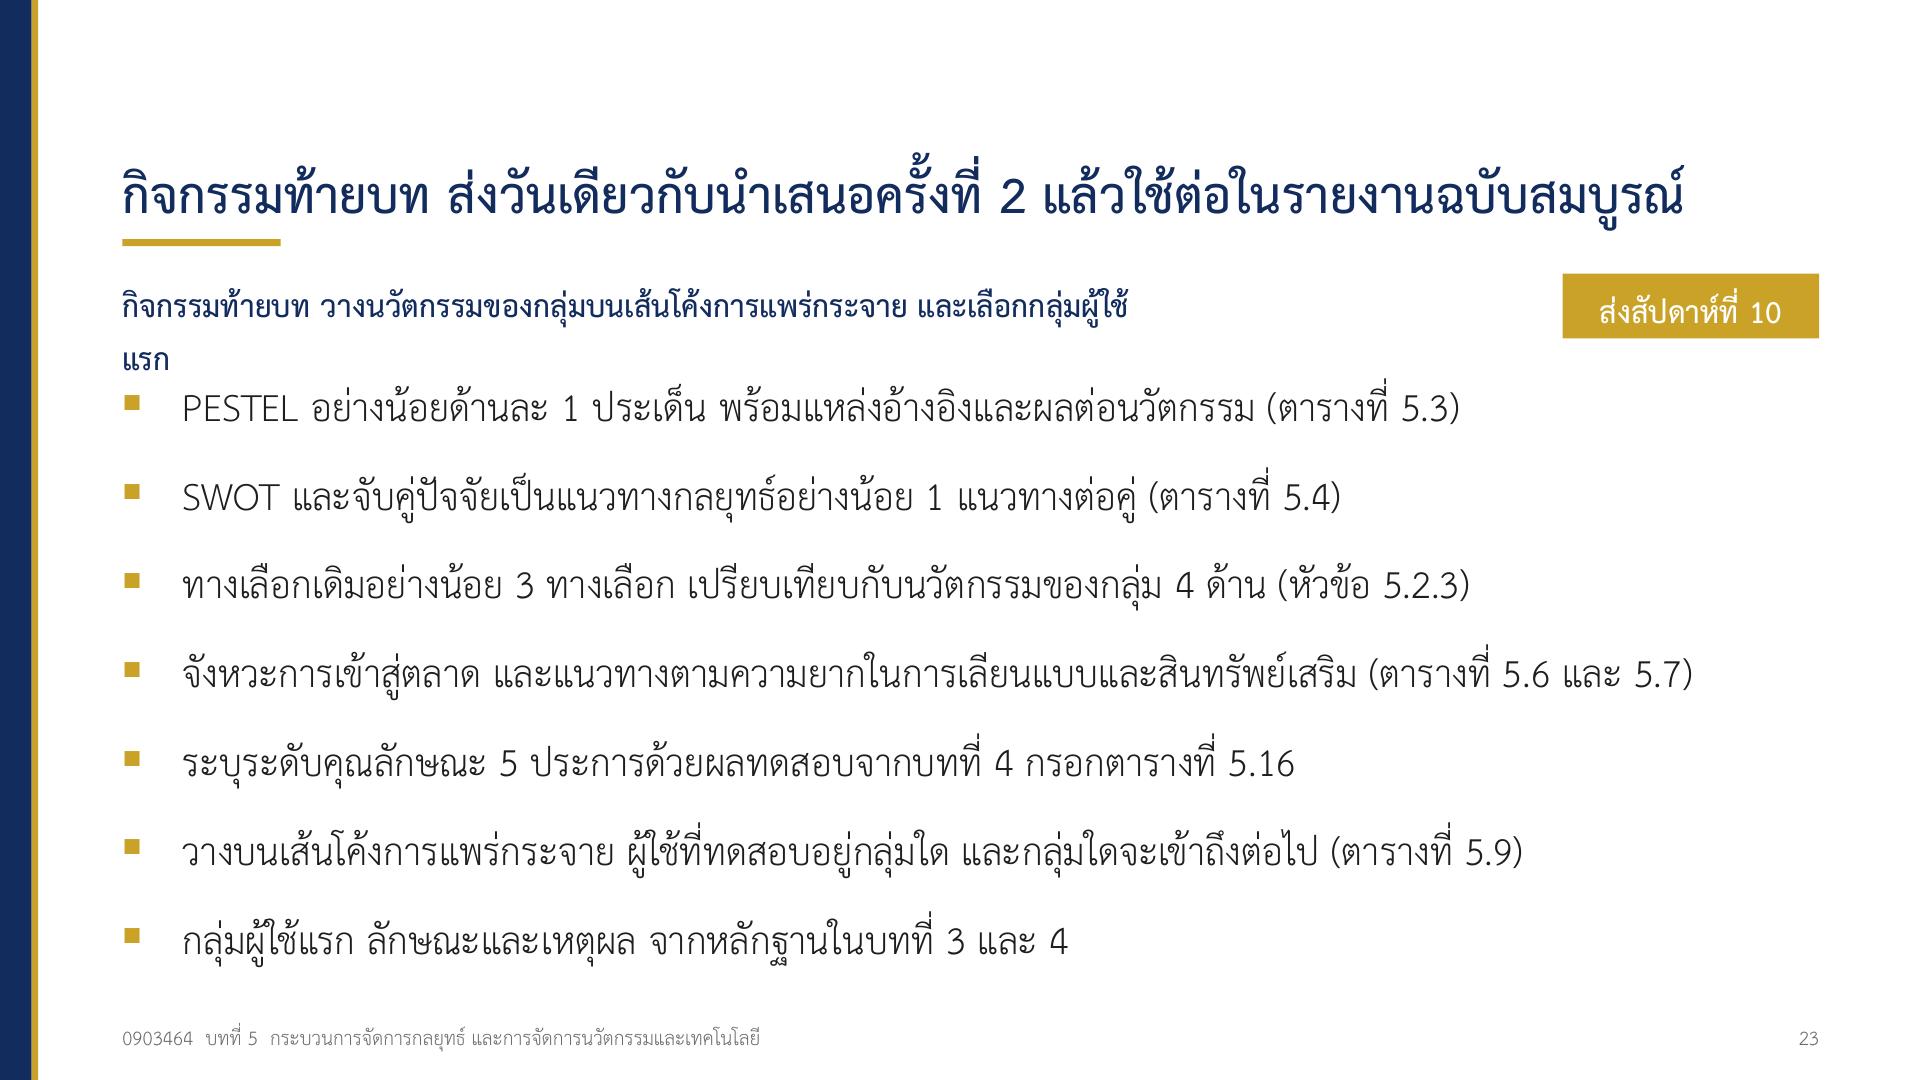 กิจกรรมท้ายบท ส่งวันเดียวกับนำเสนอครั้งที่ 2 แล้วใช้ต่อในรายงานฉบับสมบูรณ์
กิจกรรมท้ายบท วางนวัตกรรมของกลุ่มบนเส้นโค้งการแพร่กระจาย และเลือกกลุ่มผู้ใช้
แรก
ส่งสัปดาห์ที่ 10
PESTEL อย่างน้อยด้านละ 1 ประเด็น พร้อมแหล่งอ้างอิงและผลต่อนวัตกรรม (ตารางที่ 5.3)
SWOT และจับคู่ปัจจัยเป็นแนวทางกลยุทธ์อย่างน้อย 1 แนวทางต่อคู่ (ตารางที่ 5.4)
ทางเลือกเดิมอย่างน้อย 3 ทางเลือก เปรียบเทียบกับนวัตกรรมของกลุ่ม 4 ด้าน (หัวข้อ 5.2.3)
จังหวะการเข้าสู่ตลาด และแนวทางตามความยากในการเลียนแบบและสินทรัพย์เสริม (ตารางที่ 5.6 และ 5.7)
ระบุระดับคุณลักษณะ 5 ประการด้วยผลทดสอบจากบทที่ 4 กรอกตารางที่ 5.16
วางบนเส้นโค้งการแพร่กระจาย ผู้ใช้ที่ทดสอบอยู่กลุ่มใด และกลุ่มใดจะเข้าถึงต่อไป (ตารางที่ 5.9)
กลุ่มผู้ใช้แรก ลักษณะและเหตุผล จากหลักฐานในบทที่ 3 และ 4
0903464 บทที่ 5 กระบวนการจัดการกลยุทธ์ และการจัดการนวัตกรรมและเทคโนโลยี
23